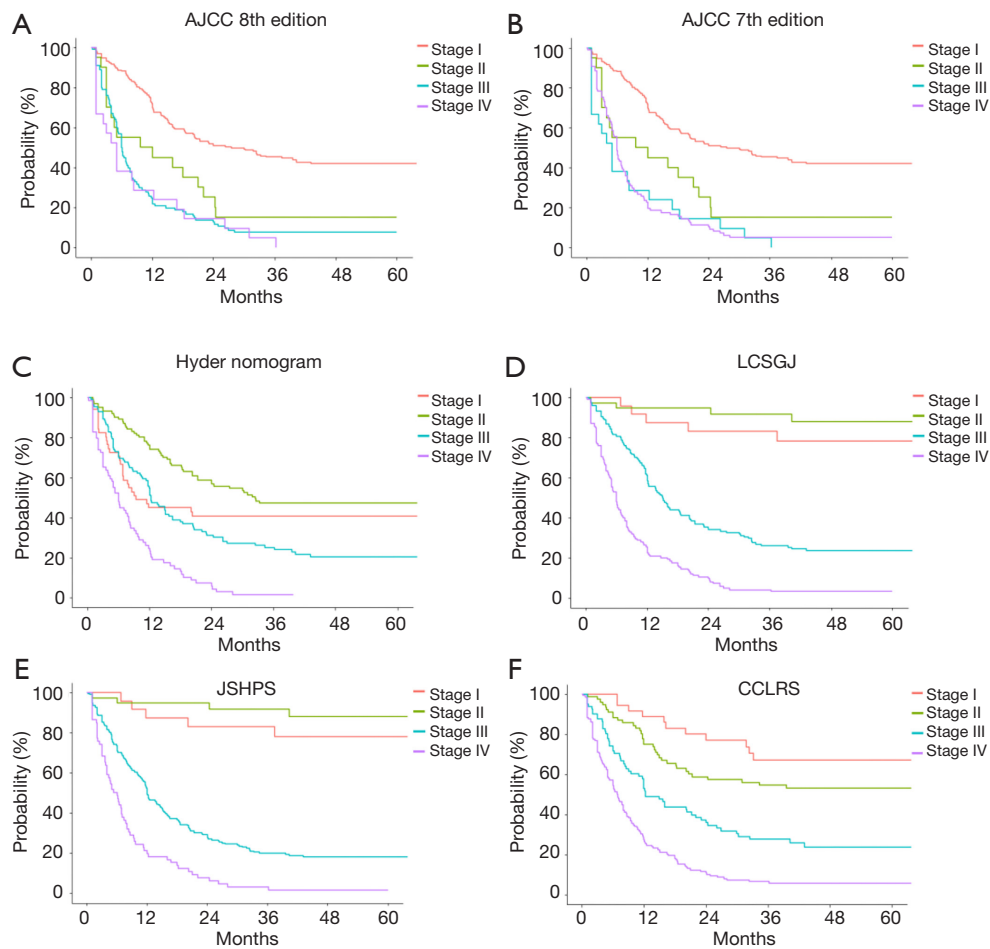 A
AJCC 8th edition
Probability (%)
100
80
60
40
20
0
0 12 24 36 48 60
Months
Stage I
Stage II
Stage III
Stage IV
B
AJCC 7th edition
Probability (%)
100
80
60
40
20
0
0 12 24 36 48 60
Months
Stage I
Stage II
Stage III
Stage IV
C
Hyder nomogram
Probability (%)
100
80
60
40
20
0
0 12 24 36 48 60
Months
Stage I
Stage II
Stage III
Stage IV
D
LCSGJ
Probability (%)
100
80
60
40
20
0
0 12 24 36 48 60
Months
Stage I
Stage II
Stage III
Stage IV
E
JSHPS
Probability (%)
100
80
60
40
20
0
0 12 24 36 48 60
Months
Stage I
Stage II
Stage III
Stage IV
F
CCLRS
Probability (%)
100
80
60
40
20
0
0 12 24 36 48 60
Months
Stage I
Stage II
Stage III
Stage IV